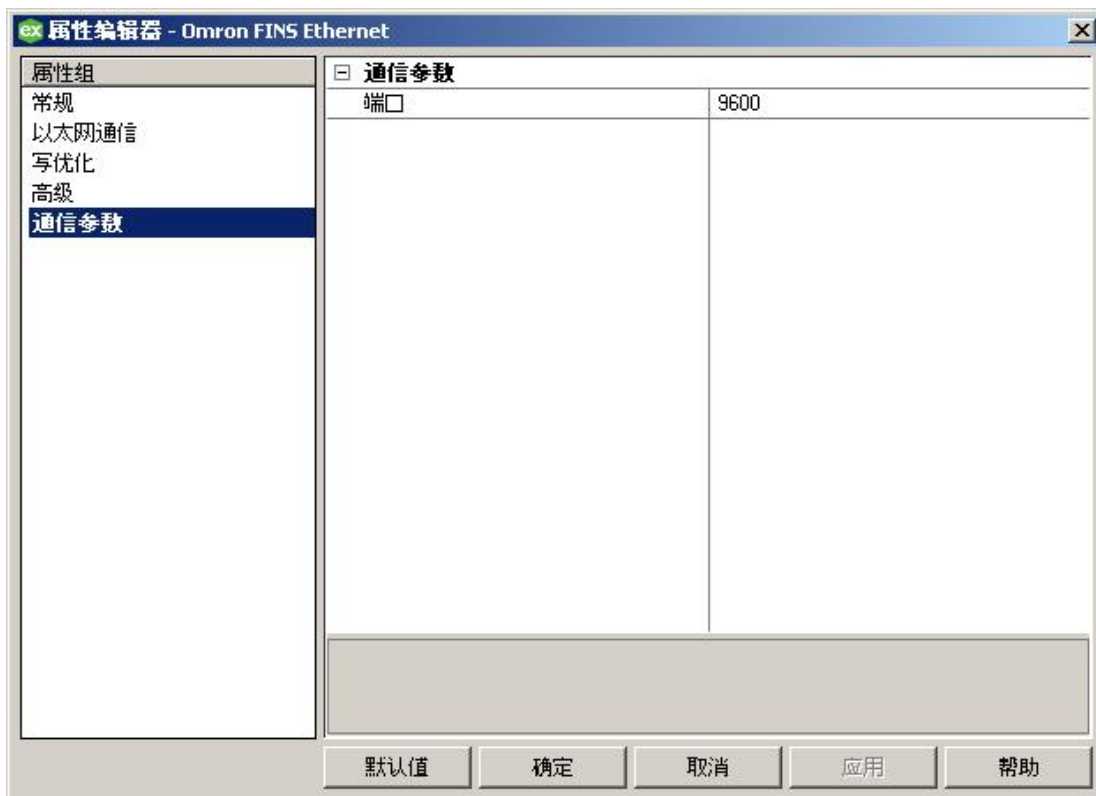 ex 属性编辑器 - Omron FINS Ethernet
属性组
常规
以太网通信
写优化
高级
通信参数
通信参数
端口 9600
默认值 确定 取消 应用 帮助